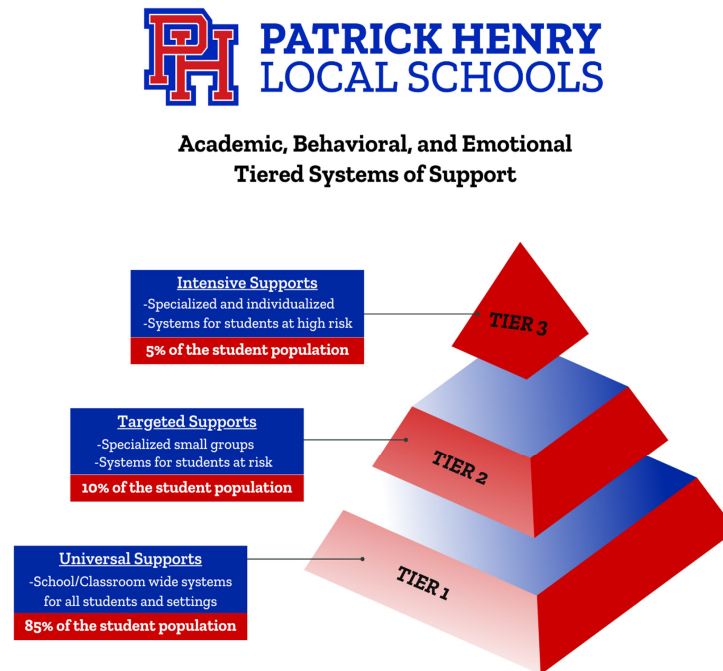 PH
PATRICK HENRY
LOCAL SCHOOLS
Academic, Behavioral, and Emotional
Tiered Systems of Support
Intensive Supports
-Specialized and individualized
-Systems for students at high risk
5% of the student population
TIER 3
Targeted Supports
-Specialized small groups
-Systems for students at risk
10% of the student population
TIER 2
Universal Supports
-School/Classroom wide systems
for all students and settings
85% of the student population
TIER 1